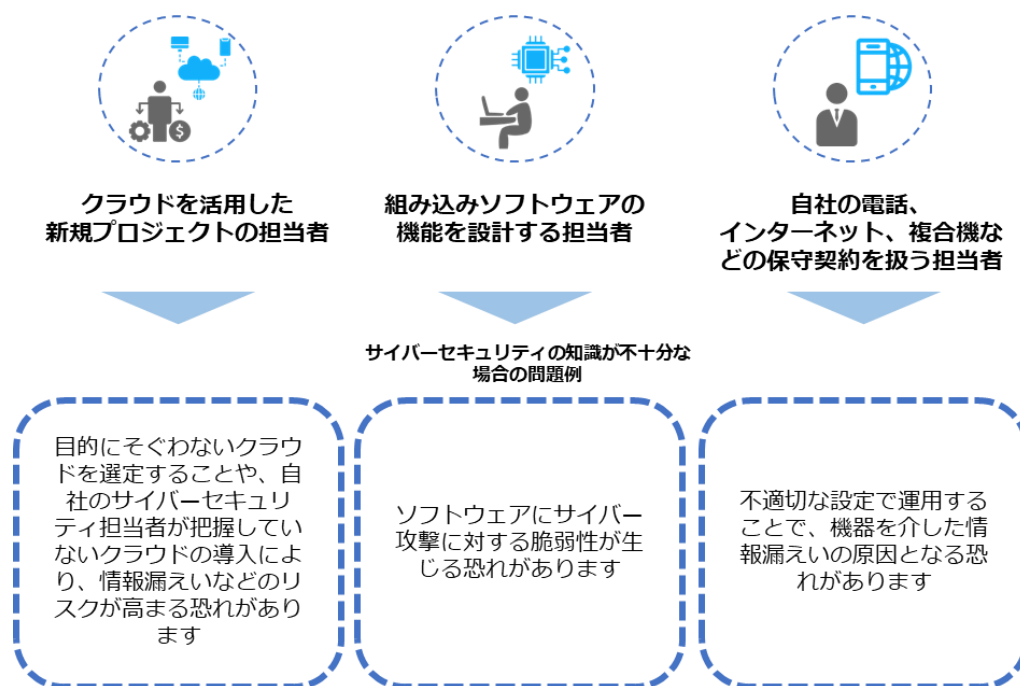 クラウドを活用した
新規プロジェクトの担当者
組み込みソフトウェアの
機能を設計する担当者
自社の電話、
インターネット、複合機な
どの保守契約を扱う担当者
サイバーセキュリティの知識が不十分な
場合の問題例
目的にそぐわないクラウ
ドを選定することや、自
社のサイバーセキュリ
ティ担当者が把握してい
ないクラウドの導入によ
り、情報漏えいなどのリ
スクが高まる恐れがあり
ます
ソフトウェアにサイバー
攻撃に対する脆弱性が生
じる恐れがあります
不適切な設定で運用する
ことで、機器を介した情
報漏えいの原因となる恐
れがあります